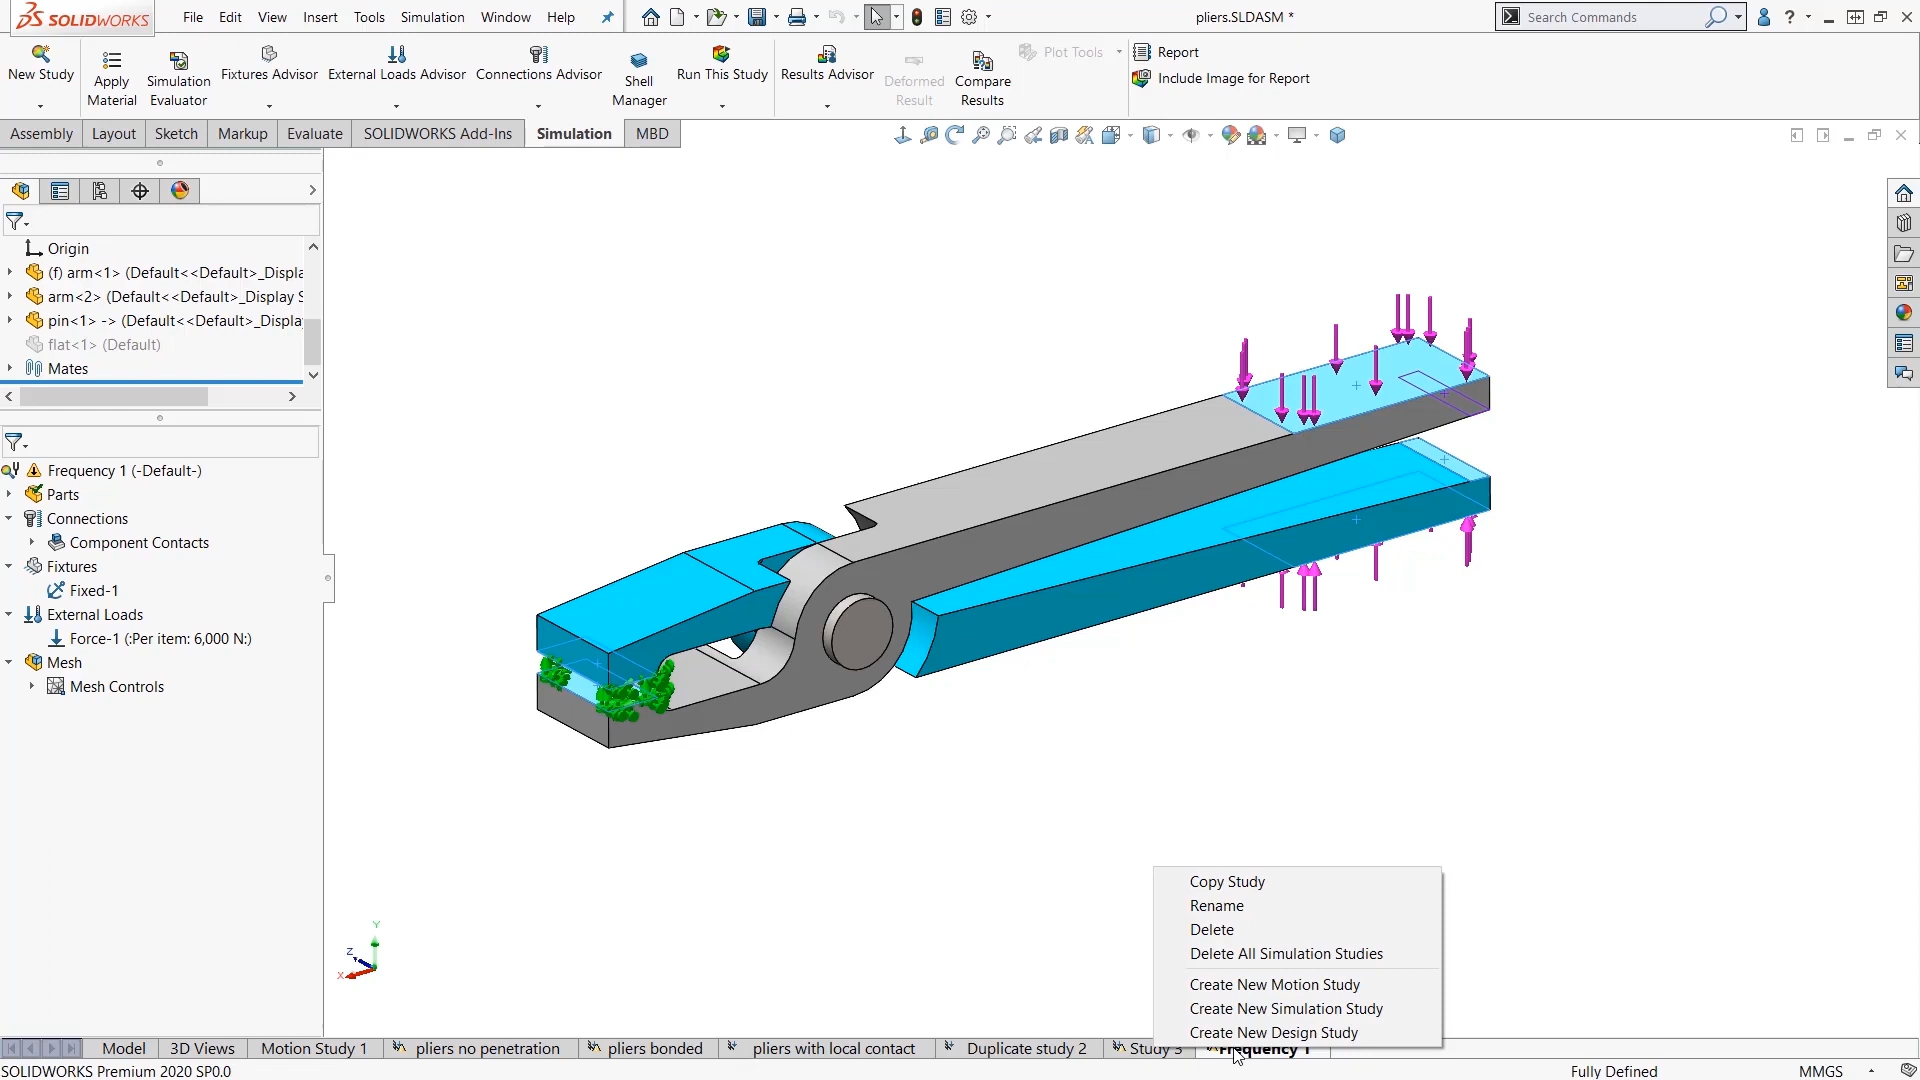 SOLIDWORKS File Edit View Insert Tools Simulation Window Help pliers.SLDASM * Search Commands ?
New Study
Apply Material
Simulation Evaluator
Fixtures Advisor
External Loads Advisor
Connections Advisor
Shell Manager
Run This Study
Results Advisor
Deformed Result
Compare Results
Plot Tools
Report
Include Image for Report
Assembly Layout Sketch Markup Evaluate SOLIDWORKS Add-Ins Simulation MBD
Origin
(f) arm<1> (Default<<Default>_Displa
arm<2> (Default<<Default>_Display S
pin<1> -> (Default<<Default>_Displa
flat<1> (Default)
Mates
Frequency 1 (-Default-)
Parts
Connections
Component Contacts
Fixtures
Fixed-1
External Loads
Force-1 (:Per item: 6,000 N:)
Mesh
Mesh Controls
Y
Z
X
Copy Study
Rename
Delete
Delete All Simulation Studies
Create New Motion Study
Create New Simulation Study
Create New Design Study
Model 3D Views Motion Study 1 pliers no penetration pliers bonded pliers with local contact Duplicate study 2 Study 3 Frequency 1
SOLIDWORKS Premium 2020 SP0.0 Fully Defined MMGS